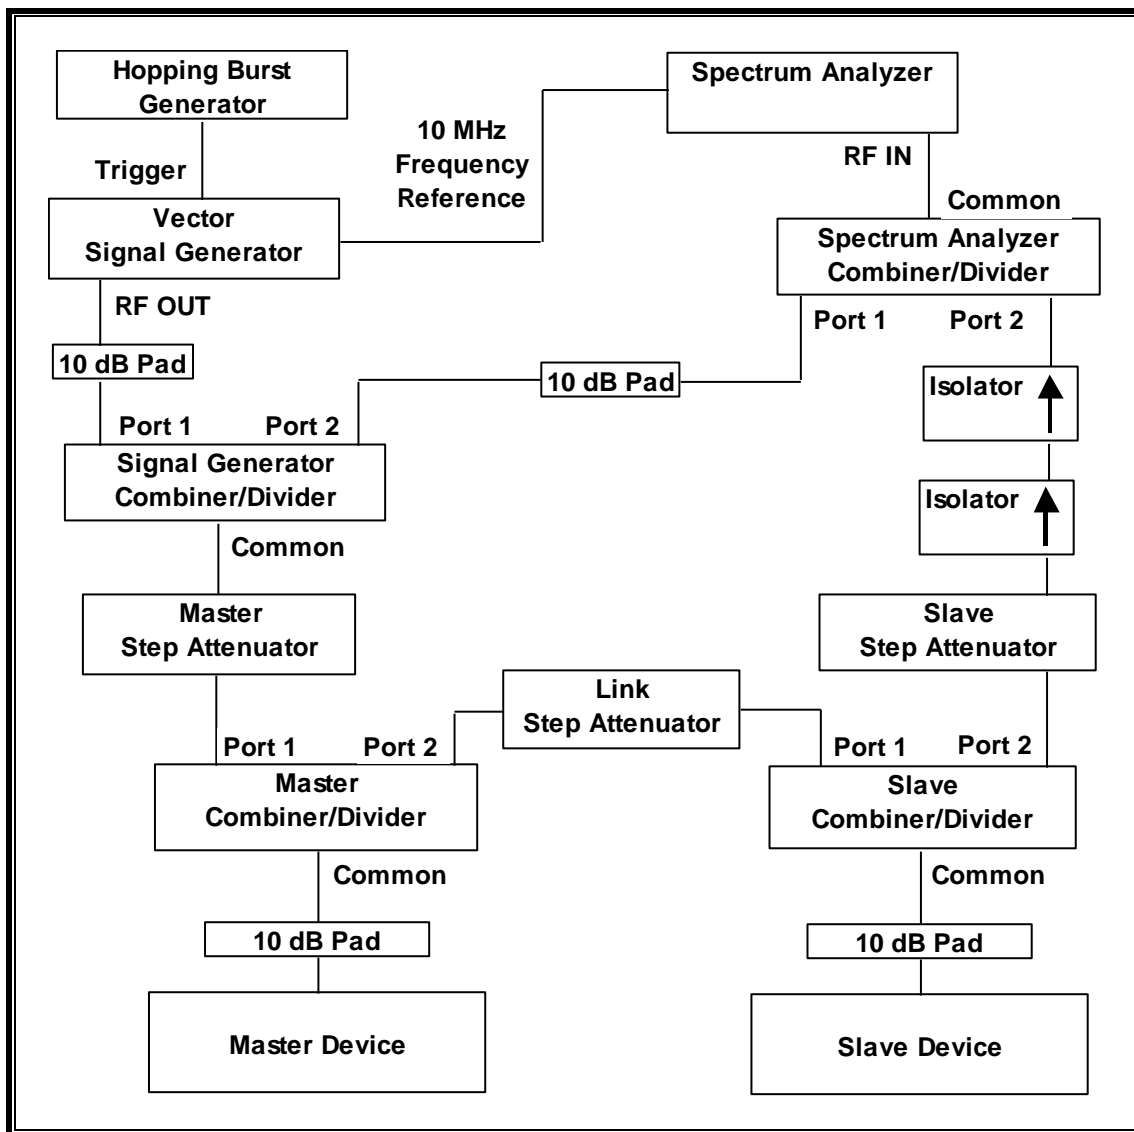 Hopping Burst
Generator
Spectrum Analyzer
10 MHz
Frequency
Reference
RF IN
Trigger
Common
Vector
Signal Generator
Spectrum Analyzer
Combiner/Divider
RF OUT
Port 1
Port 2
10 dB Pad
10 dB Pad
Isolator
Port 1
Port 2
Signal Generator
Combiner/Divider
Isolator
Common
Master
Step Attenuator
Slave
Step Attenuator
Link
Step Attenuator
Port 1
Port 2
Port 1
Port 2
Master
Combiner/Divider
Slave
Combiner/Divider
Common
Common
10 dB Pad
10 dB Pad
Master Device
Slave Device